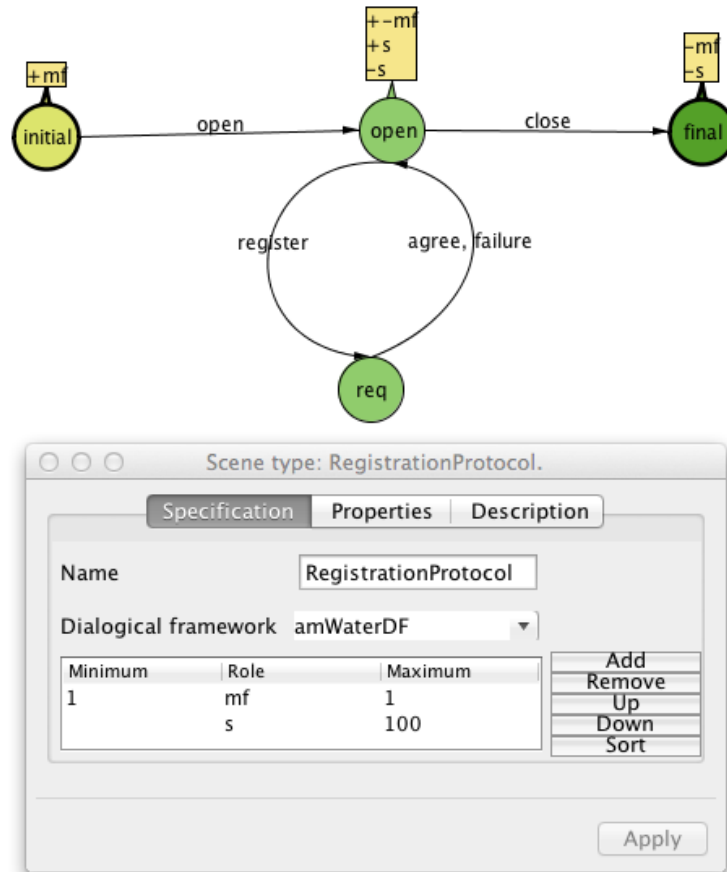 +-mf
+s
-s
+mf
-mf
-s
initial
open
open
close
final
register
agree, failure
req
Scene type: RegistrationProtocol.
Specification Properties Description
Name RegistrationProtocol
Dialogical framework amWaterDF
Minimum Role Maximum
1 mf 1
s 100
Add
Remove
Up
Down
Sort
Apply